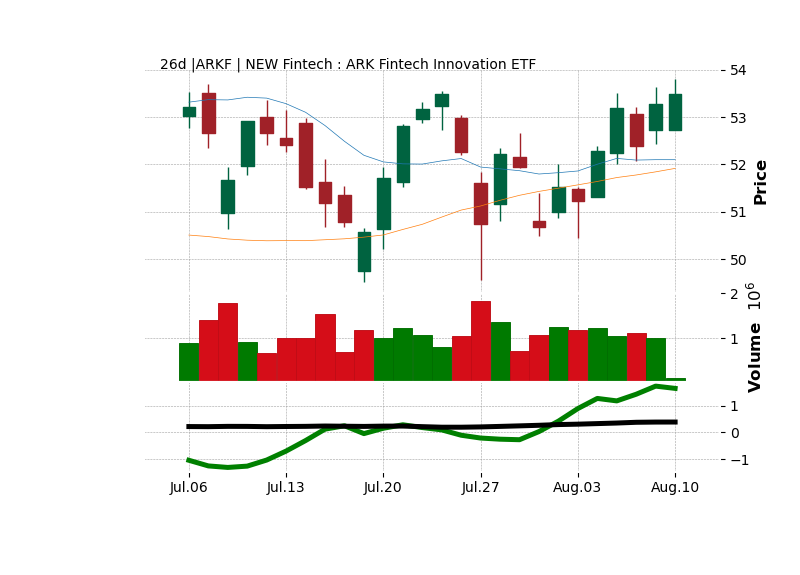 26d |ARKF | NEW Fintech : ARK Fintech Innovation ETF
54
53
52
51
50
Price
2
1
Volume 10^6
1
0
−1
Jul.06 Jul.13 Jul.20 Jul.27 Aug.03 Aug.10